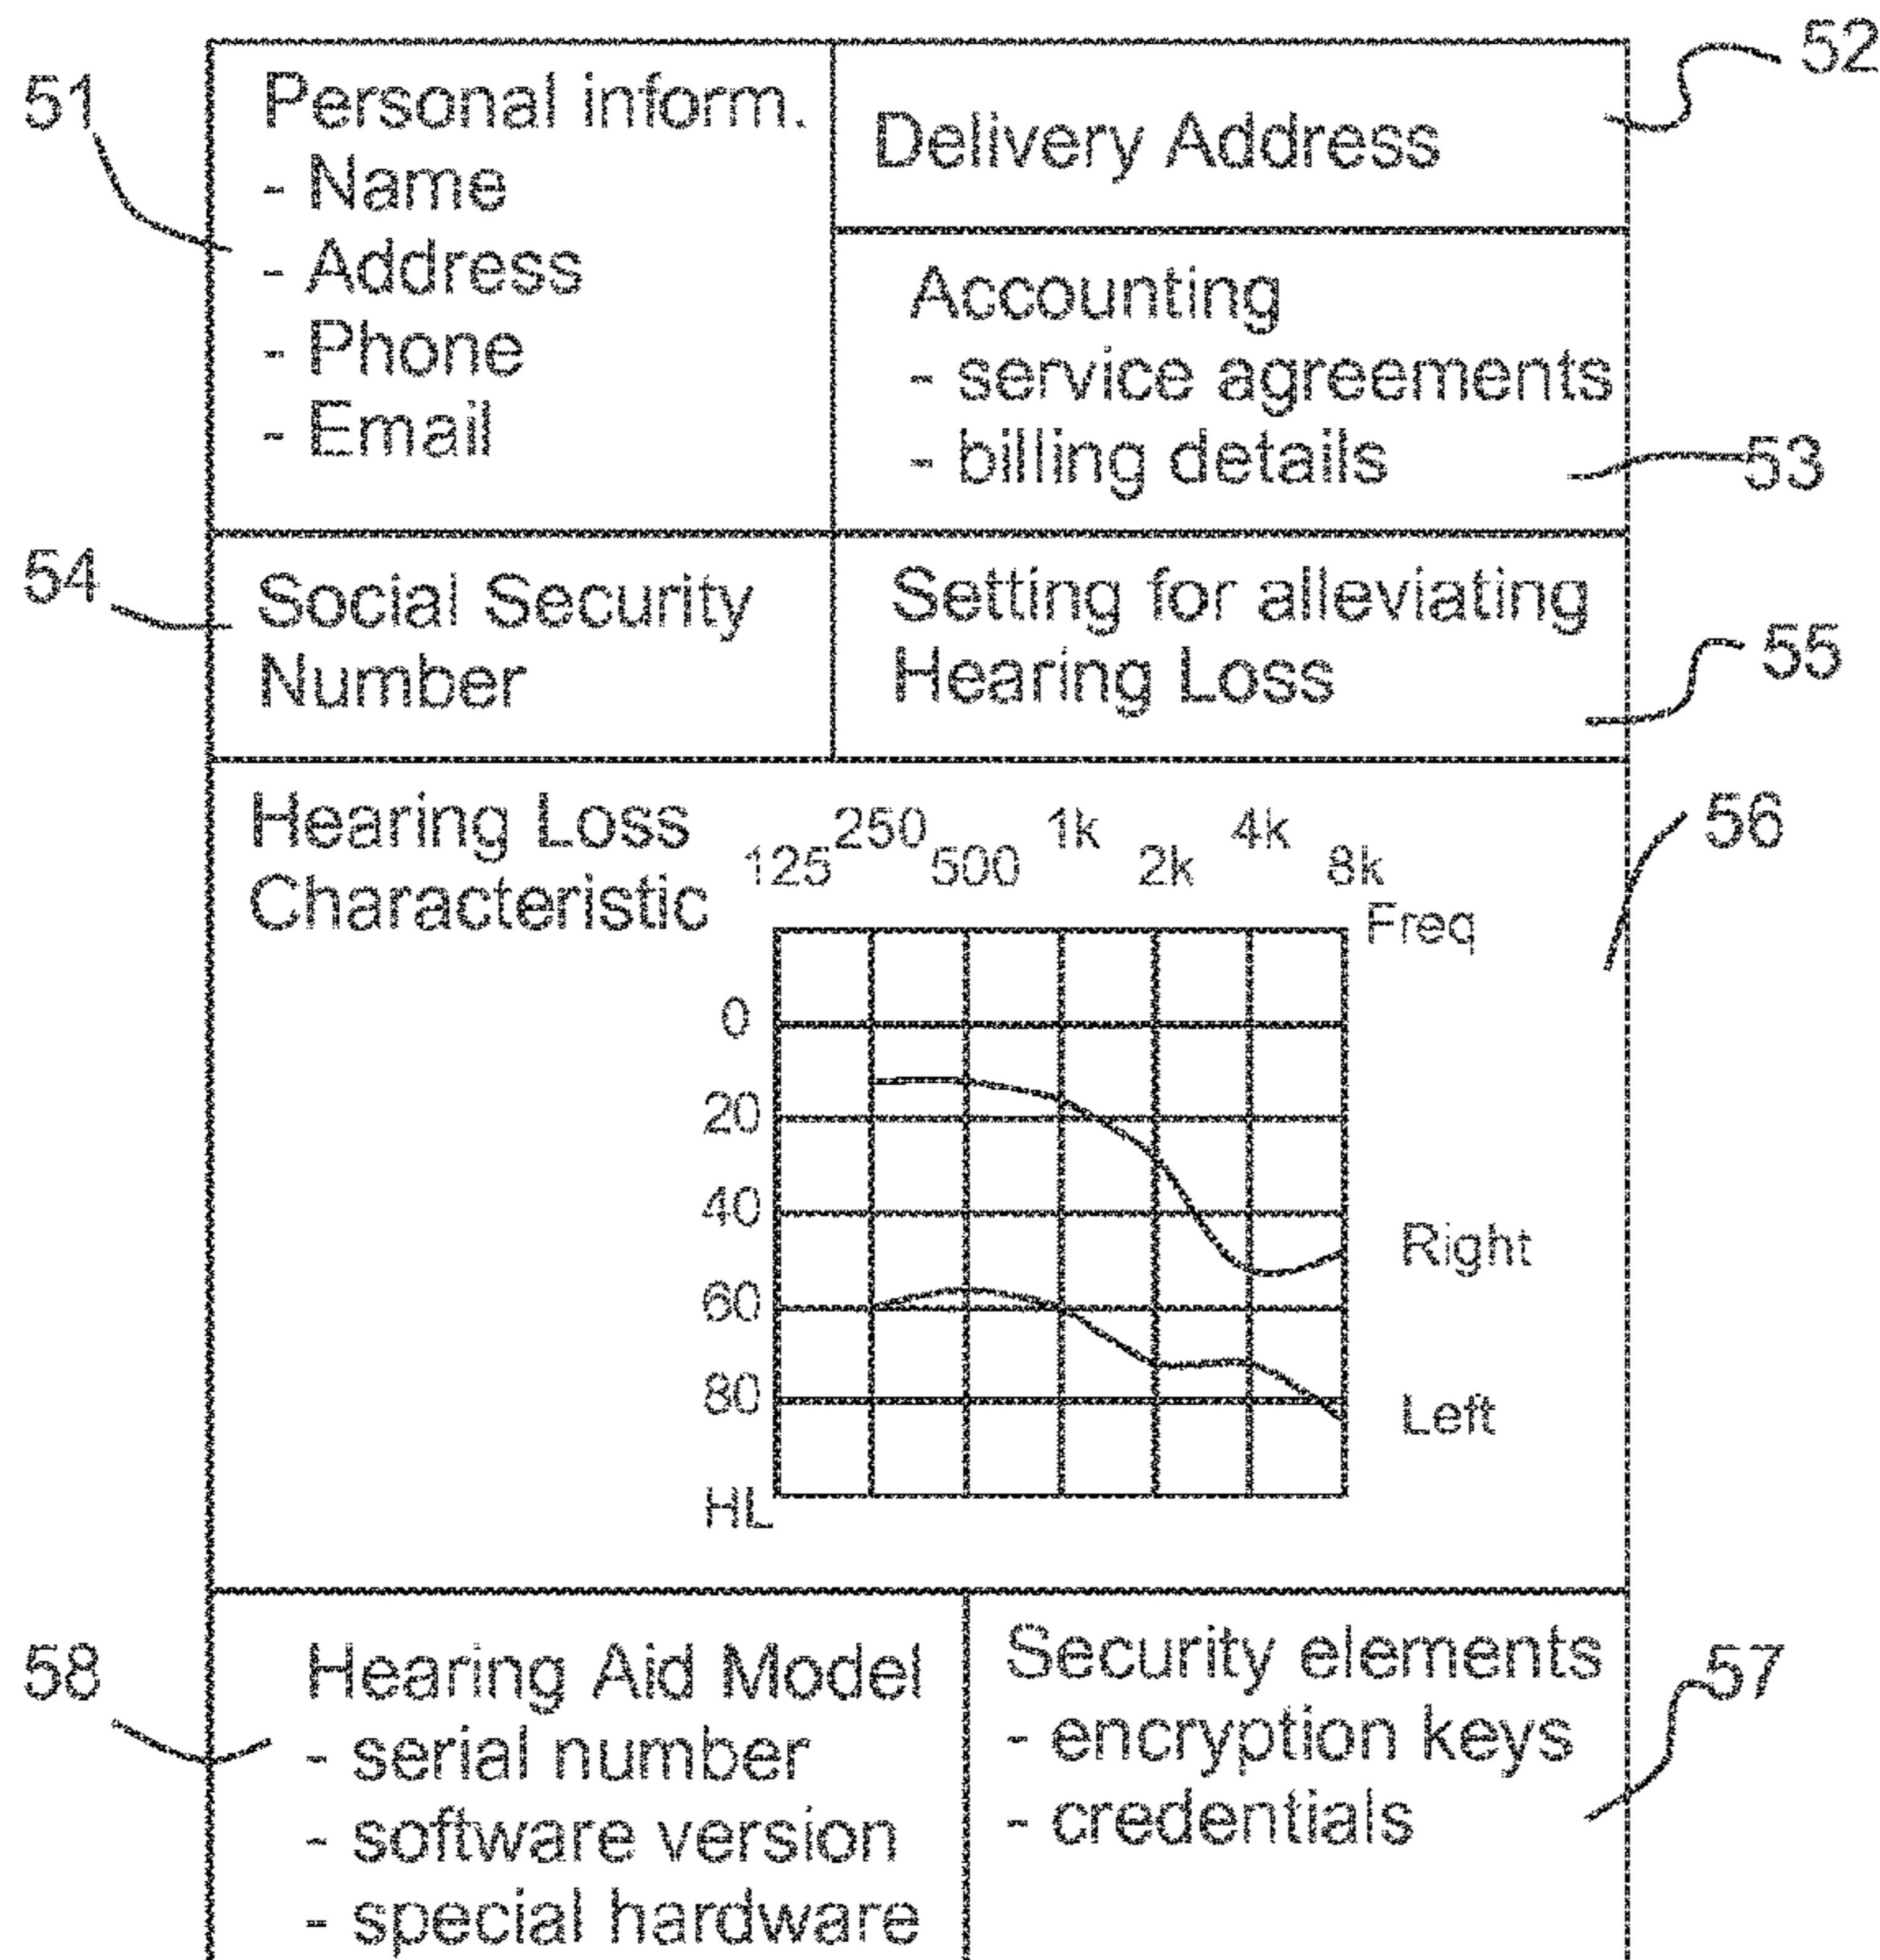 51
Personal inform.
- Name
- Address
- Phone
- Email
52
Delivery Address
Accounting
- service agreements
- billing details
53
54
Social Security
Number
Setting for alleviating
Hearing Loss
55
Hearing Loss
Characteristic
56
125 250 500 1k 2k 4k 8k
Freq
0
20
40
60
80
HL
Right
Left
58
Hearing Aid Model
- serial number
- software version
- special hardware
Security elements
- encryption keys
- credentials
57